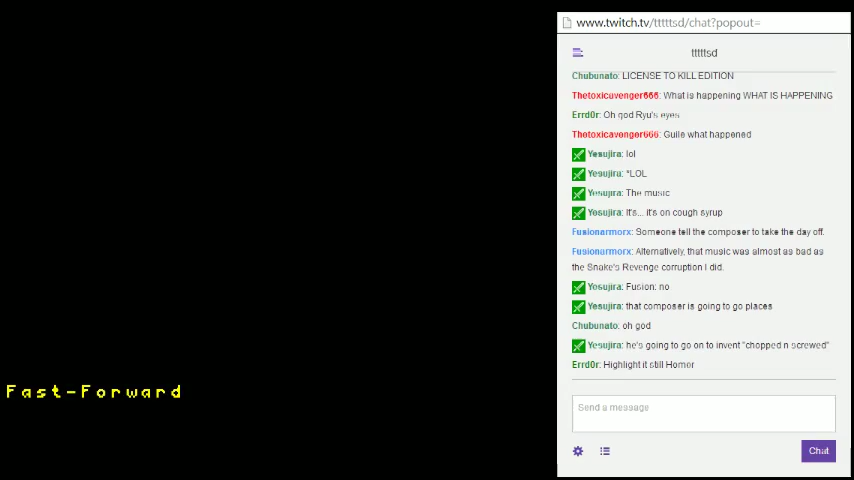 www.twitch.tv/tttttsd/chat?popout=
tttttsd
Chubunato: LICENSE TO KILL EDITION
Thetoxicavenger666: What is happening WHAT IS HAPPENING
Errd0r: Oh god Ryu's eyes
Thetoxicavenger666: Guile what happened
Yesujira: lol
Yesujira: *LOL
Yesujira: The music
Yesujira: It's... it's on cough syrup
Fusionarmorx: Someone tell the composer to take the day off.
Fusionarmorx: Alternatively, that music was almost as bad as
the Snake's Revenge corruption I did.
Yesujira: Fusion: no
Yesujira: that composer is going to go places
Chubunato: oh god
Yesujira: he's going to go on to invent "chopped n screwed"
Errd0r: Highlight it still Homor
Fast-Forward
Send a message
Chat